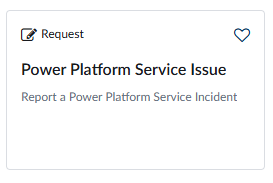 Request
Power Platform Service Issue
Report a Power Platform Service Incident